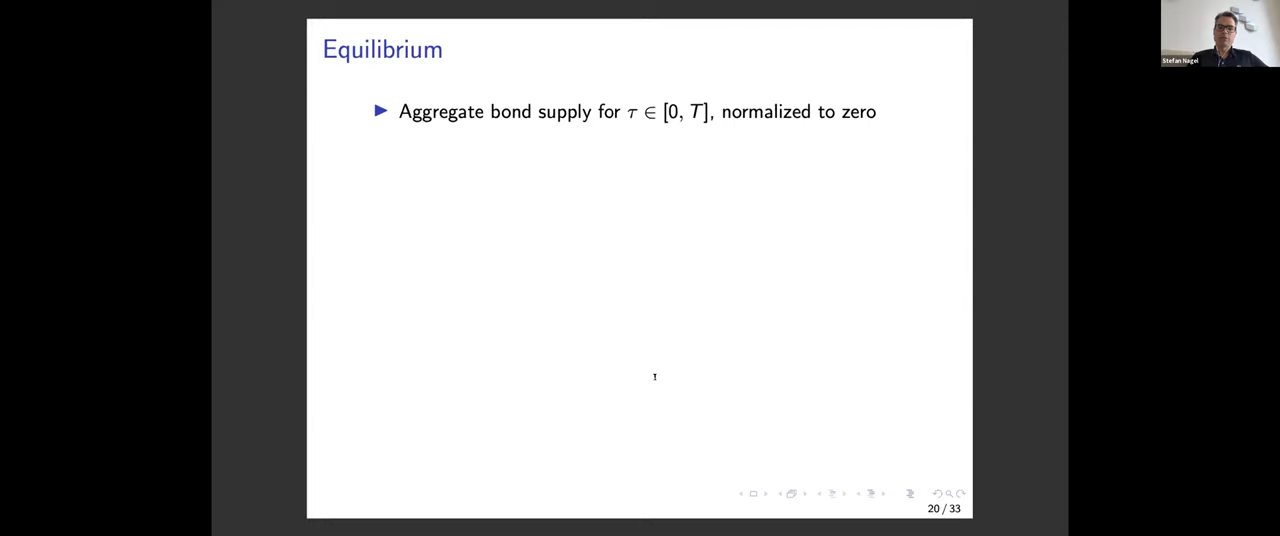 Equilibrium
▶ Aggregate bond supply for τ ∈ [0, T], normalized to zero
20 / 33
Stefan Nagel